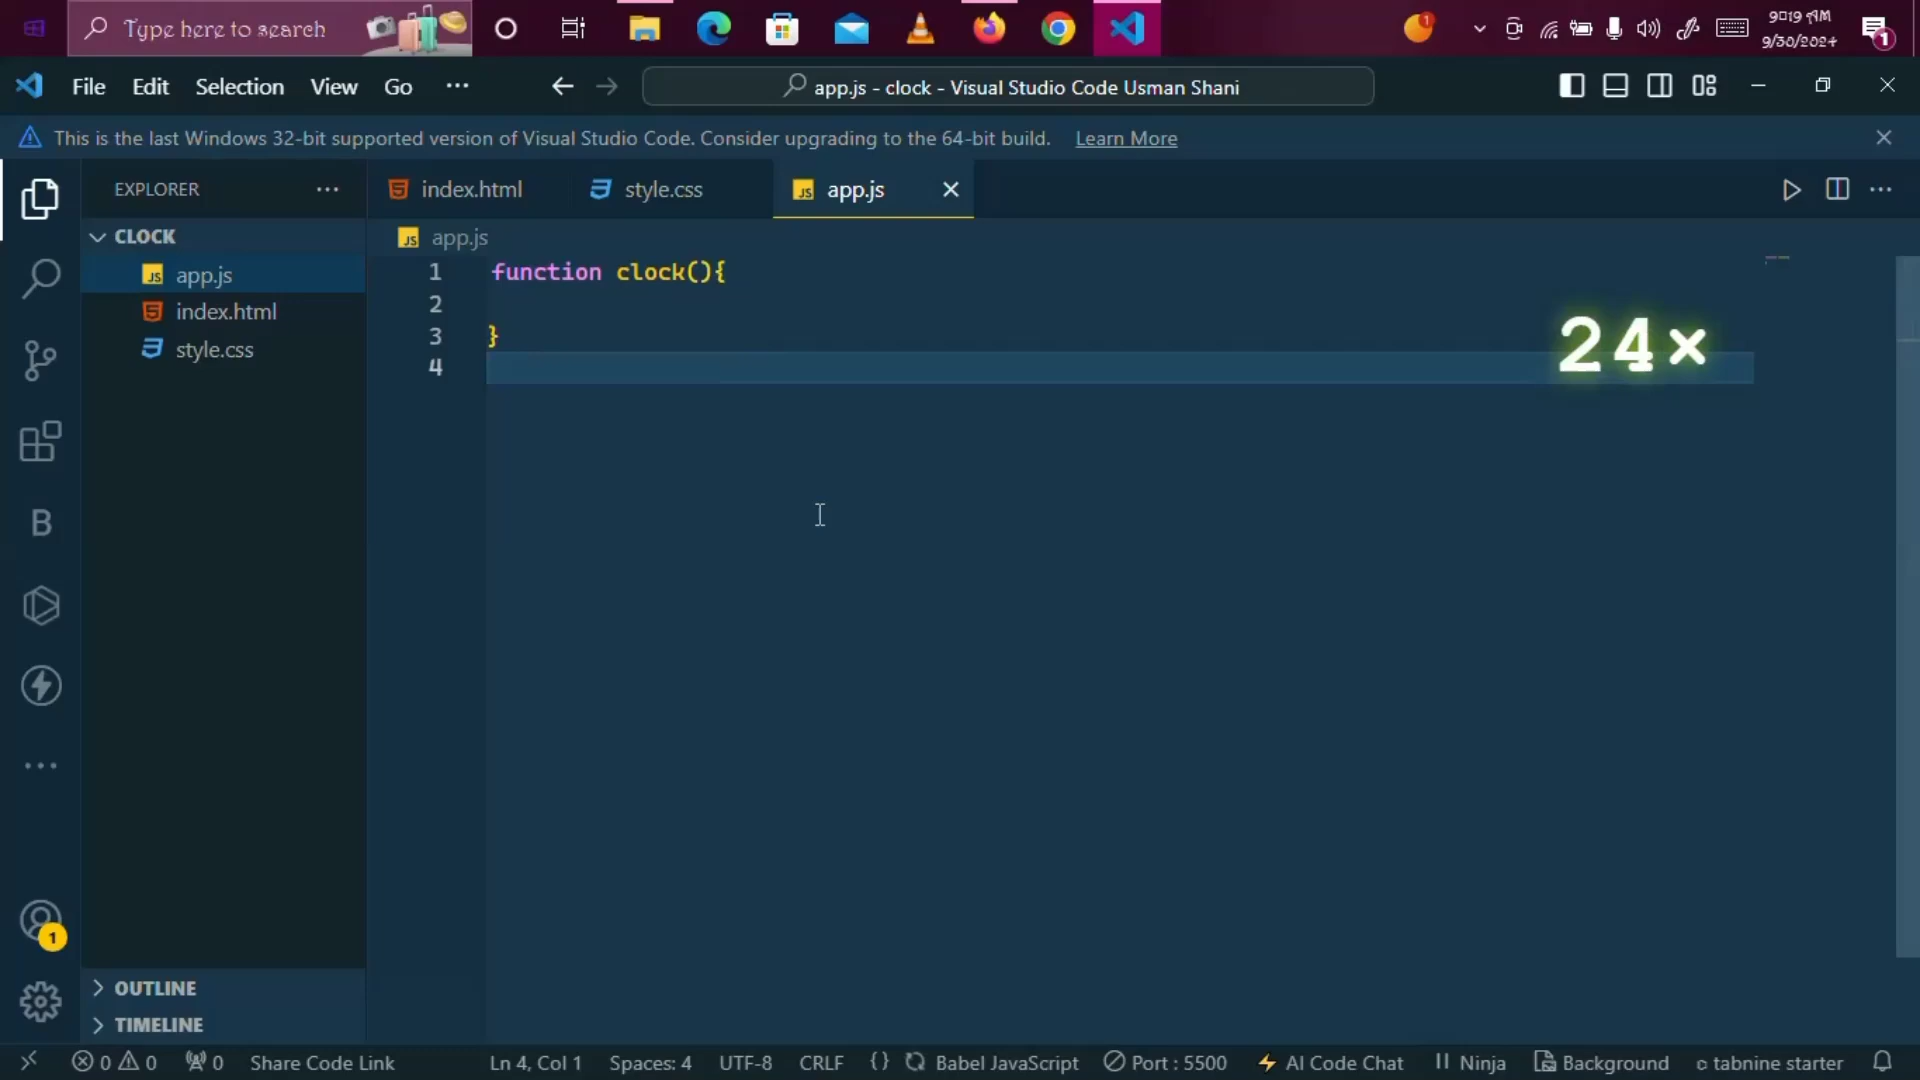 Type here to search
9:19 AM
9/30/2024
1
1
File Edit Selection View Go ···
app.js - clock - Visual Studio Code Usman Shani
This is the last Windows 32-bit supported version of Visual Studio Code. Consider upgrading to the 64-bit build. Learn More
EXPLORER
index.html
style.css
app.js
CLOCK
app.js
index.html
style.css
app.js
1 function clock(){
2
3 }
4
24×
B
1
OUTLINE
TIMELINE
0 0 0 Share Code Link Ln 4, Col 1 Spaces: 4 UTF-8 CRLF {} Babel JavaScript Port : 5500 AI Code Chat Ninja Background tabnine starter